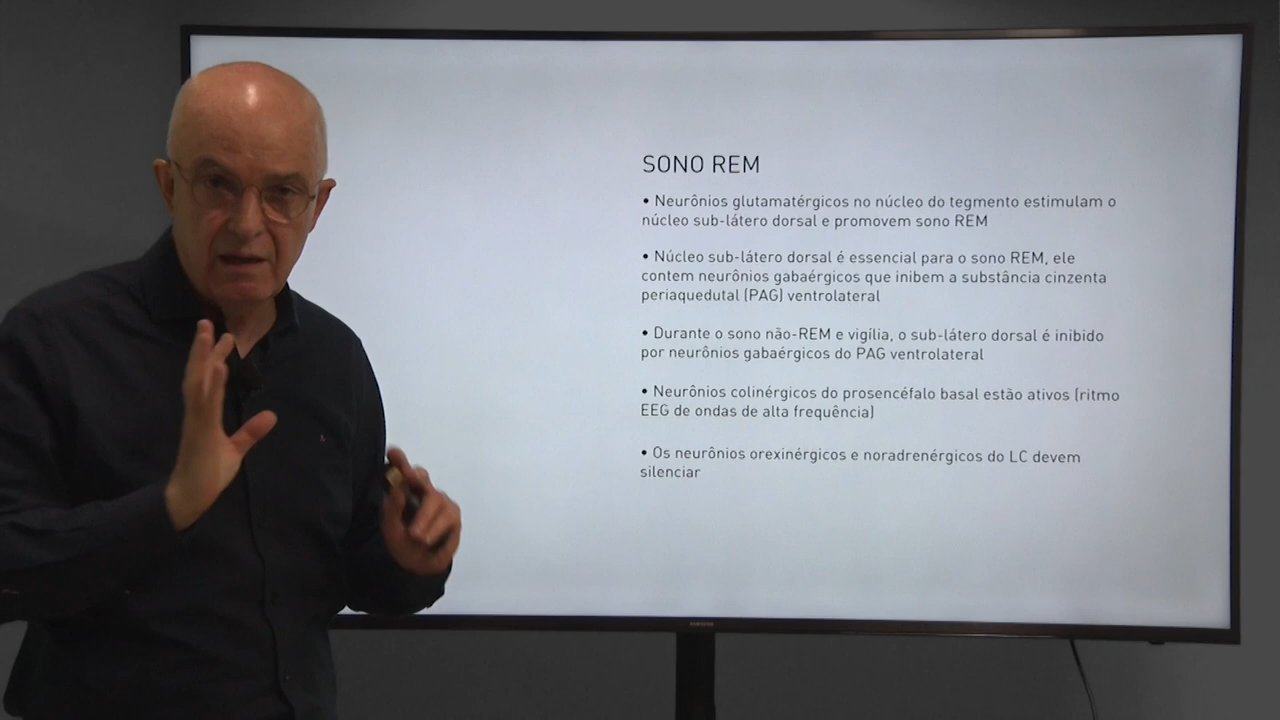 SONO REM
• Neurônios glutamatérgicos no núcleo do tegmento estimulam o
núcleo sub-látero dorsal e promovem sono REM
• Núcleo sub-látero dorsal é essencial para o sono REM, ele
contem neurônios gabaérgicos que inibem a substância cinzenta
periaquedutal (PAG) ventrolateral
• Durante o sono não-REM e vigília, o sub-látero dorsal é inibido
por neurônios gabaérgicos do PAG ventrolateral
• Neurônios colinérgicos do prosencéfalo basal estão ativos (ritmo
EEG de ondas de alta frequência)
• Os neurônios orexinérgicos e noradrenérgicos do LC devem
silenciar
SAMSUNG